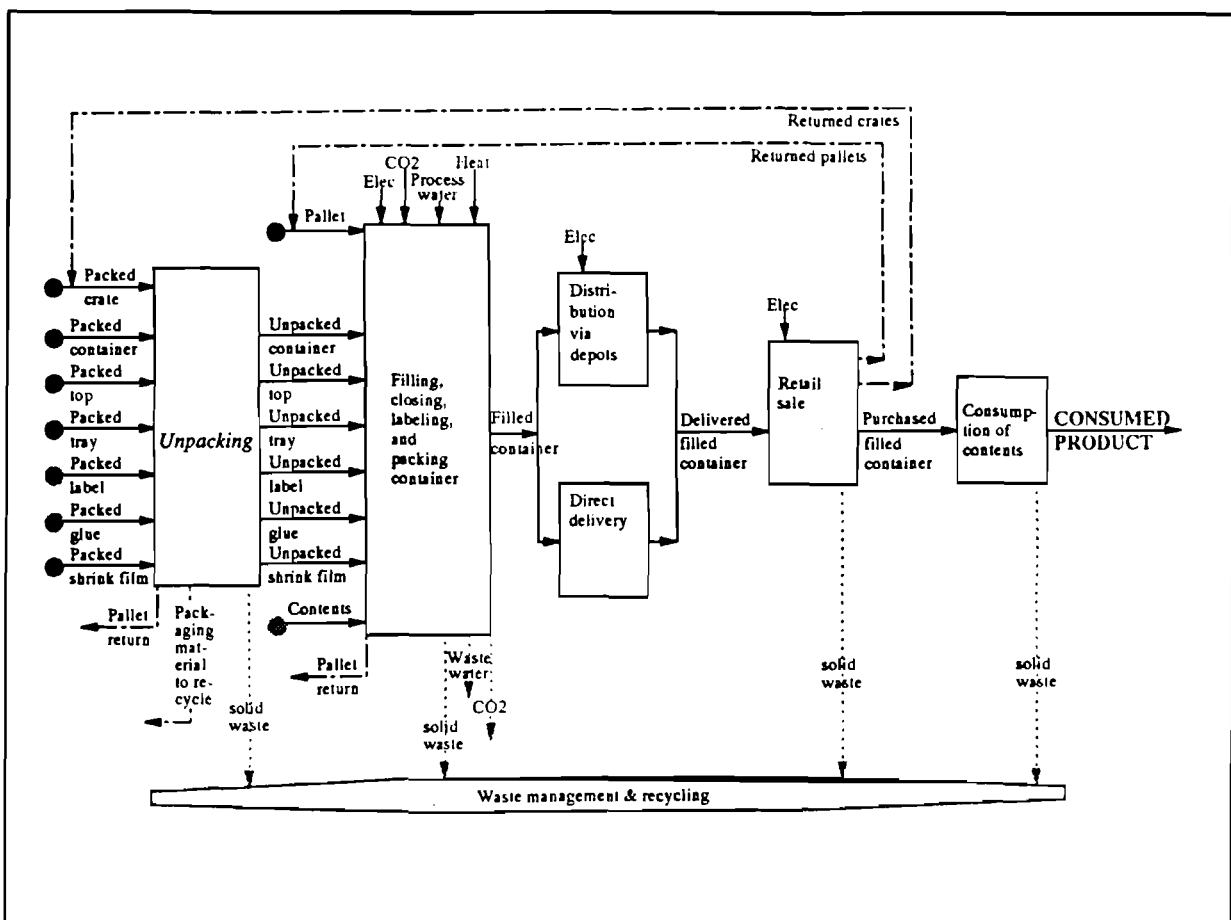 Returned crates
Returned pallets
CO2
Heat
Elec
Process
water
Pallet
Packed
crate
Packed
container
Packed
top
Packed
tray
Packed
label
Packed
glue
Packed
shrink film
Unpacking
Unpacked
container
Unpacked
top
Unpacked
tray
Unpacked
label
Unpacked
glue
Unpacked
shrink film
Contents
Pallet
return
Pack-
aging
mat-
erial
to re-
cycle
solid
waste
Pallet
return
Filling,
closing,
labeling,
and
packing
container
Waste
water
CO2
solid
waste
Filled
container
Elec
Distri-
bution
via
depots
Direct
delivery
Delivered
filled
container
Elec
Retail
sale
Purchased
filled
container
Consump-
tion of
contents
CONSUMED
PRODUCT
solid
waste
solid
waste
Waste management & recycling